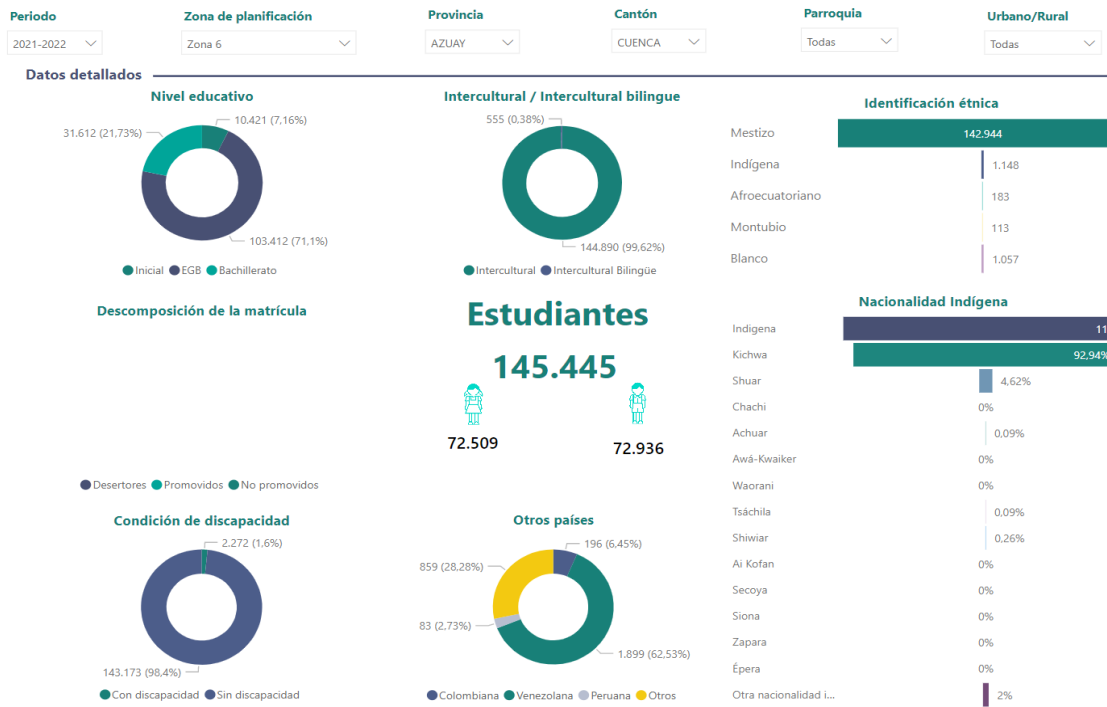 Periodo
Zona de planificación
Provincia
Cantón
Parroquia
Urbano/Rural
2021-2022
Zona 6
AZUAY
CUENCA
Todas
Todas
Datos detallados
Nivel educativo
10.421 (7,16%)
31.612 (21,73%)
103.412 (71,1%)
Inicial EGB Bachillerato
Intercultural / Intercultural bilingue
555 (0,38%)
144.890 (99,62%)
Intercultural Intercultural Bilingüe
Identificación étnica
Mestizo 142.944
Indígena 1.148
Afroecuatoriano 183
Montubio 113
Blanco 1.057
Descomposición de la matrícula
Desertores Promovidos No promovidos
Estudiantes
145.445
72.509
72.936
Nacionalidad Indígena
Indigena 11
Kichwa 92,94%
Shuar 4,62%
Chachi 0%
Achuar 0,09%
Awá-Kwaiker 0%
Waorani 0%
Tsáchila 0,09%
Shiwiar 0,26%
Ai Kofan 0%
Secoya 0%
Siona 0%
Zapara 0%
Épera 0%
Otra nacionalidad i... 2%
Condición de discapacidad
2.272 (1,6%)
143.173 (98,4%)
Con discapacidad Sin discapacidad
Otros países
196 (6,45%)
859 (28,28%)
83 (2,73%)
1.899 (62,53%)
Colombiana Venezolana Peruana Otros